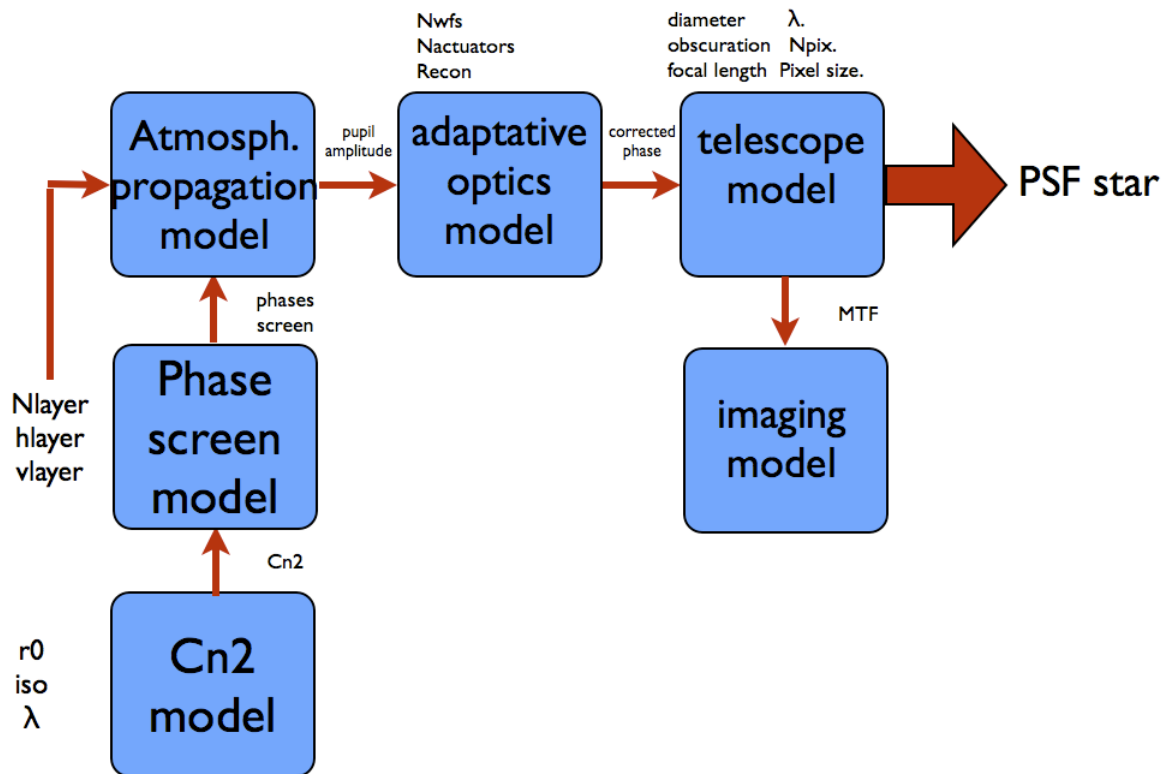 Nwfs
Nactuators
Recon
diameter λ.
obscuration Npix.
focal length Pixel size.
Atmosph.
propagation
model
pupil
amplitude
adaptative
optics
model
corrected
phase
telescope
model
PSF star
phases
screen
MTF
Nlayer
hlayer
vlayer
Phase
screen
model
imaging
model
Cn2
r0
iso
λ
Cn2
model